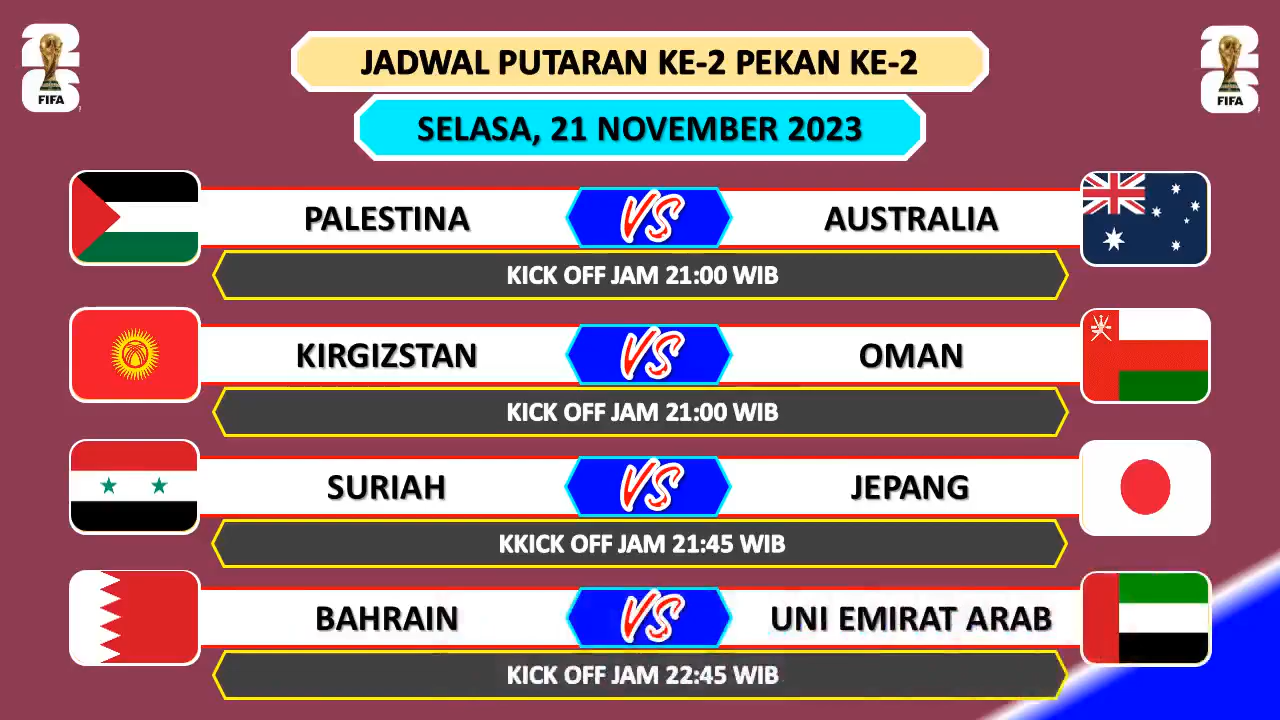 FIFA
FIFA
JADWAL PUTARAN KE-2 PEKAN KE-2
SELASA, 21 NOVEMBER 2023
PALESTINA VS AUSTRALIA
KICK OFF JAM 21:00 WIB
KIRGIZSTAN VS OMAN
KICK OFF JAM 21:00 WIB
SURIAH VS JEPANG
KKICK OFF JAM 21:45 WIB
BAHRAIN VS UNI EMIRAT ARAB
KICK OFF JAM 22:45 WIB